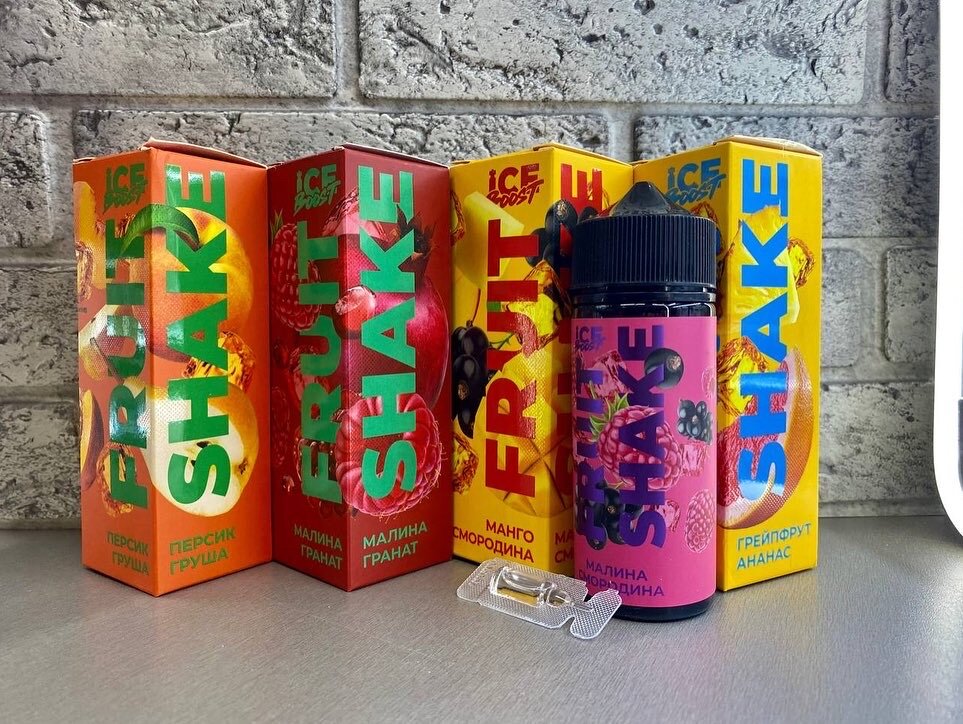 ICE
BOOST
FRUIT
SHAKE
ПЕРСИК
ГРУША
ПЕРСИК
ГРУША
ICE
BOOST
FRUIT
SHAKE
МАЛИНА
ГРАНАТ
МАЛИНА
ГРАНАТ
ICE
BOOST
FRUIT
МАНГО
СМОРОДИНА
ICE
BOOST
FRUIT
SHAKE
МАЛИНА
СМОРОДИНА
ICE
BOOST
SHAKE
ГРЕЙПФРУТ
АНАНАС